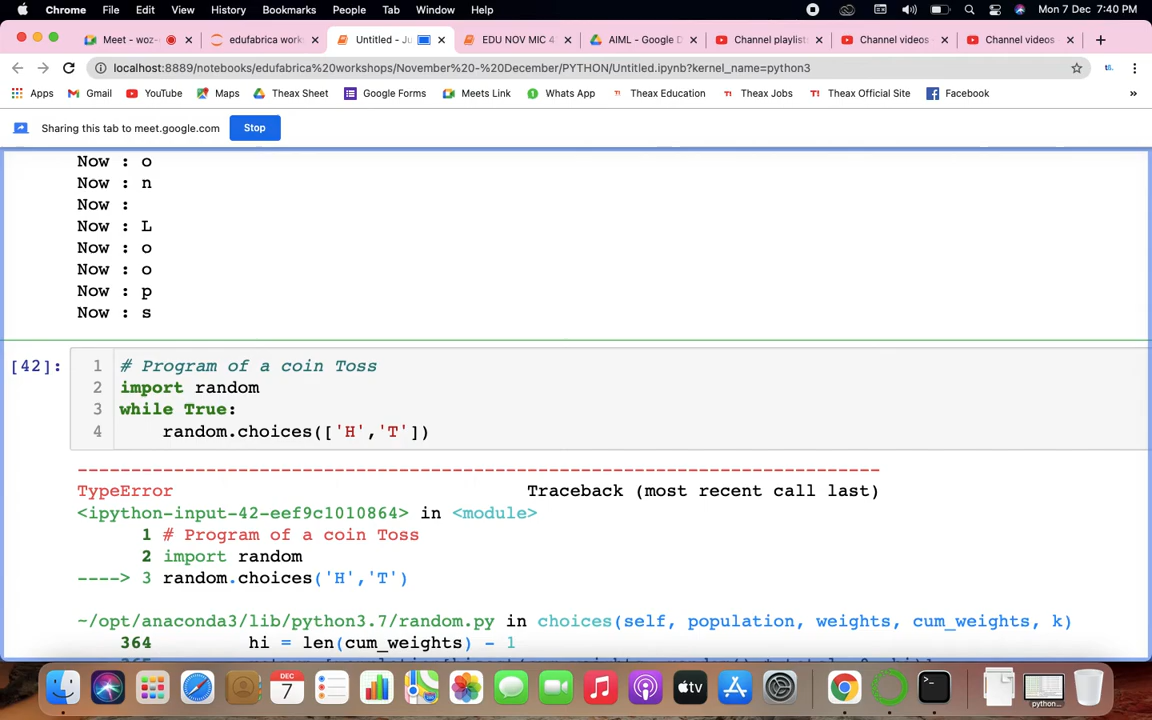 Chrome File Edit View History Bookmarks People Tab Window Help Mon 7 Dec 7:40 PM
Meet - woz- edufabrica work Untitled - Ju EDU NOV MIC 4 AIML - Google D Channel playlists Channel videos - Channel videos
localhost:8889/notebooks/edufabrica%20workshops/November%20-%20December/PYTHON/Untitled.ipynb?kernel_name=python3
Apps Gmail YouTube Maps Theax Sheet Google Forms Meets Link Whats App Theax Education Theax Jobs Theax Official Site Facebook »
Sharing this tab to meet.google.com Stop
Now : o
Now : n
Now :
Now : L
Now : o
Now : o
Now : p
Now : s
[42]: 1 # Program of a coin Toss
2 import random
3 while True:
4 random.choices(['H','T'])
---------------------------------------------------------------------------
TypeError Traceback (most recent call last)
<ipython-input-42-eef9c1010864> in <module>
1 # Program of a coin Toss
2 import random
----> 3 random.choices('H','T')
~/opt/anaconda3/lib/python3.7/random.py in choices(self, population, weights, cum_weights, k)
364 hi = len(cum_weights) - 1
DEC
7
tv
python...